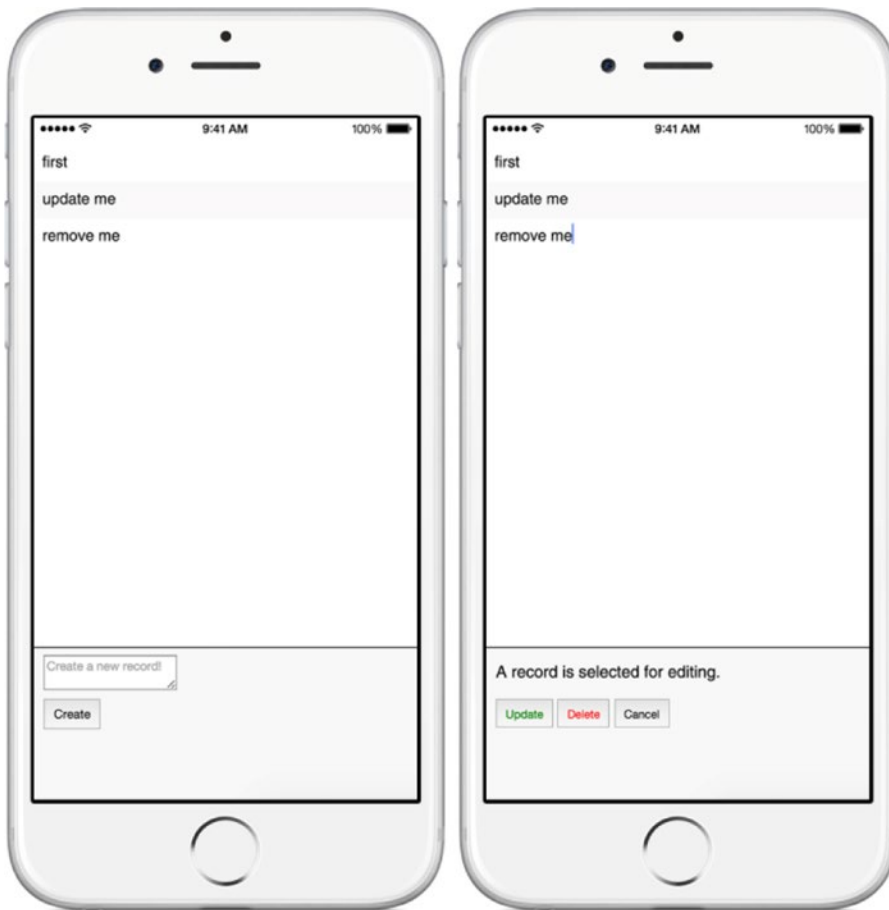 9:41 AM 100%
first
update me
remove me
Create a new record!
Create
9:41 AM 100%
first
update me
remove me
A record is selected for editing.
Update Delete Cancel